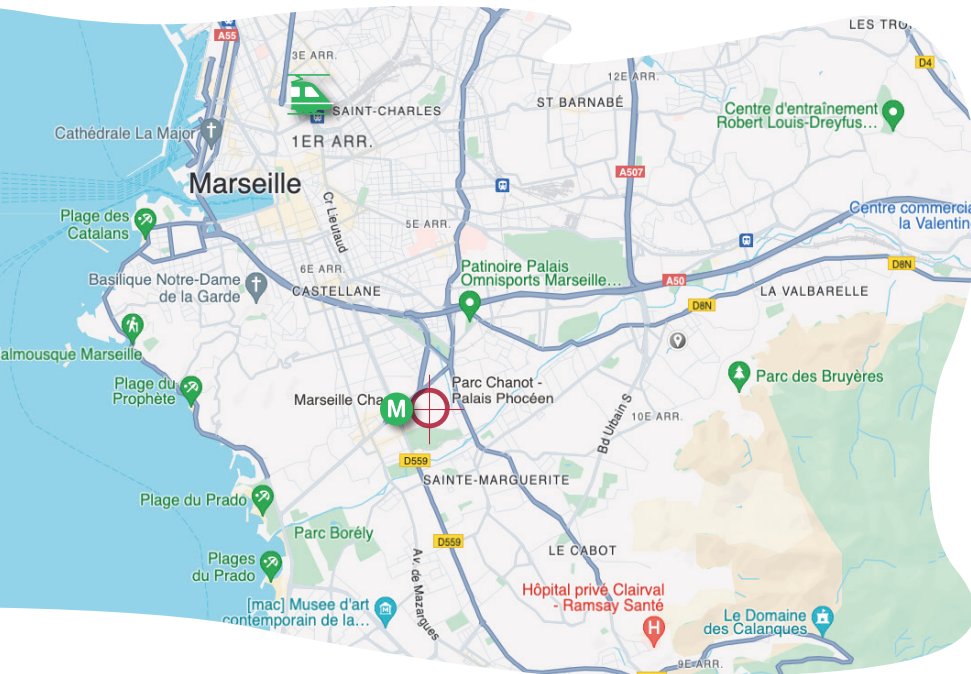 LES TRO
A55
3E ARR.
D4
12E ARR.
ST BARNABÉ
SAINT-CHARLES
Centre d'entraînement
Robert Louis-Dreyfus...
Cathédrale La Major
1ER ARR.
A507
Marseille
Cr Lieutaud
Plage des
Catalans
5E ARR.
Centre commercia
la Valentin
6E ARR.
Patinoire Palais
Omnisports Marseille...
D8N
Basilique Notre-Dame
de la Garde
CASTELLANE
A50
LA VALBARELLE
D8N
almousque Marseille
Plage du
Prophète
Parc Chanot -
Palais Phocéen
Parc des Bruyères
Marseille Cha
M
Bd Urbain S
10E ARR.
D559
SAINTE-MARGUERITE
Plage du Prado
Parc Borély
D559
LE CABOT
Plages
du Prado
Av. de Mazargues
Hôpital privé Clairval
- Ramsay Santé
H
[mac] Musee d'art
contemporain de la...
Le Domaine
des Calanques
9E ARR.